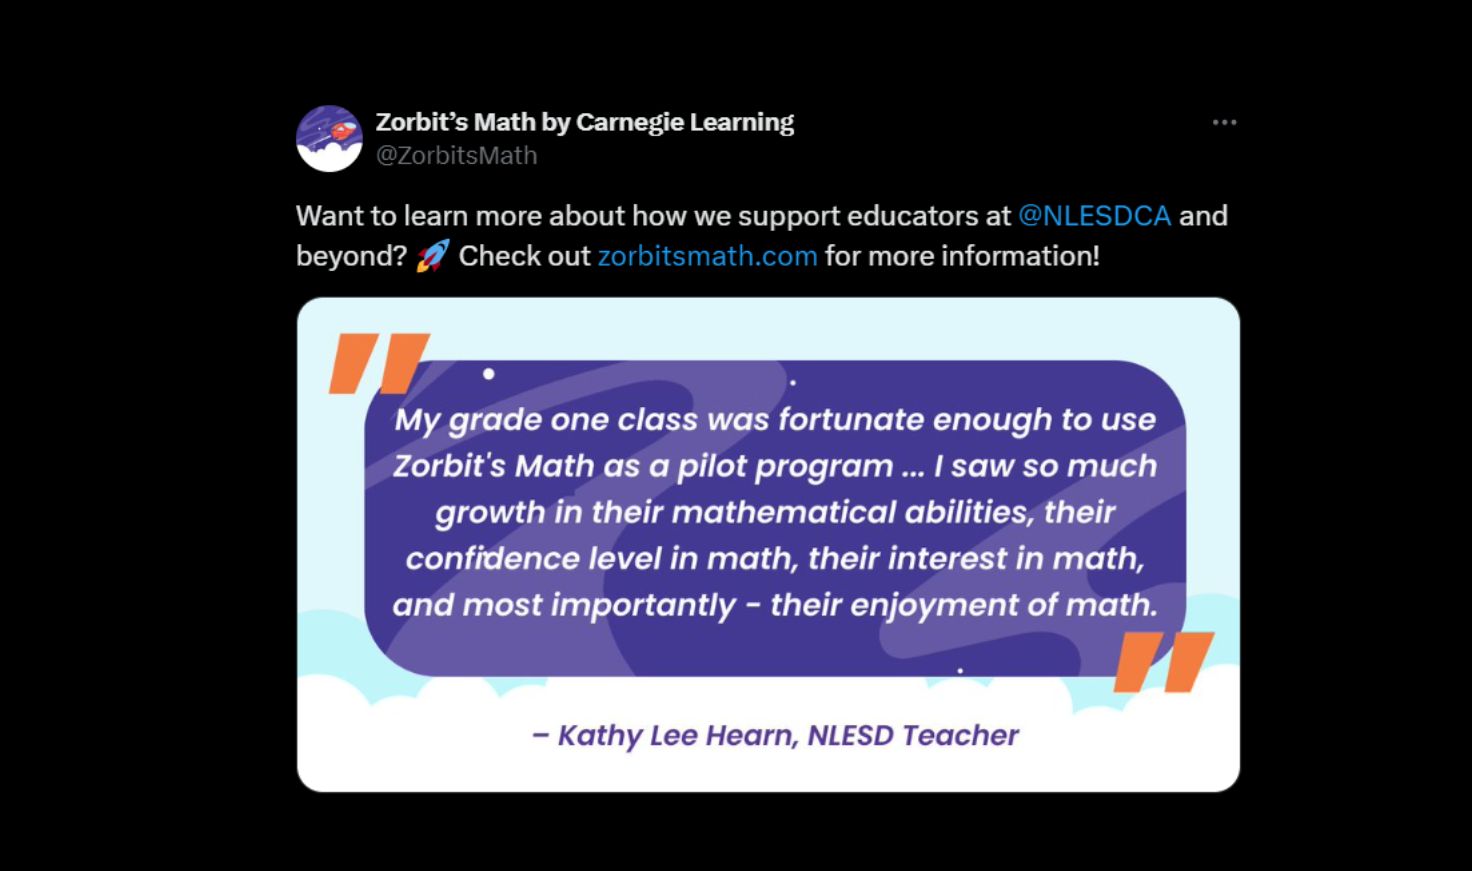 Zorbit’s Math by Carnegie Learning
@ZorbitsMath
Want to learn more about how we support educators at @NLESDCA and
beyond? 🚀 Check out zorbitsmath.com for more information!
"My grade one class was fortunate enough to use
Zorbit's Math as a pilot program ... I saw so much
growth in their mathematical abilities, their
confidence level in math, their interest in math,
and most importantly - their enjoyment of math."
– Kathy Lee Hearn, NLESD Teacher